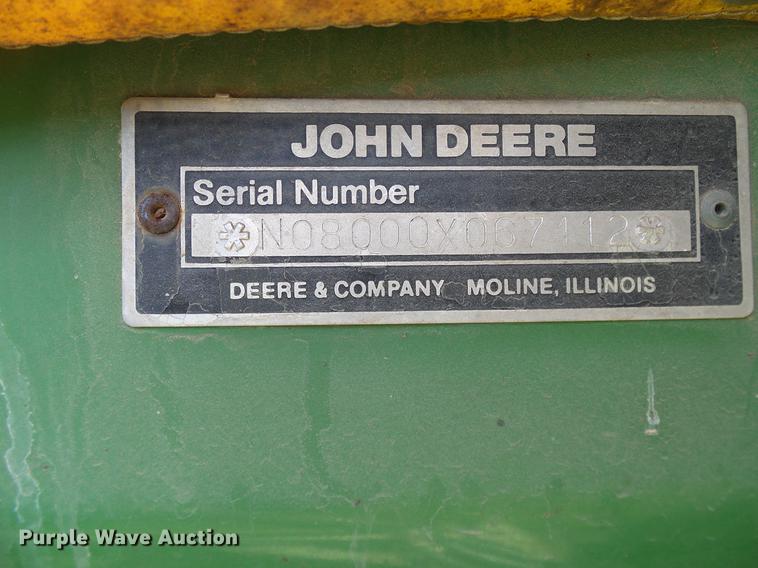 JOHN DEERE
Serial Number
*N08000X067112*
DEERE & COMPANY MOLINE, ILLINOIS
Purple Wave Auction